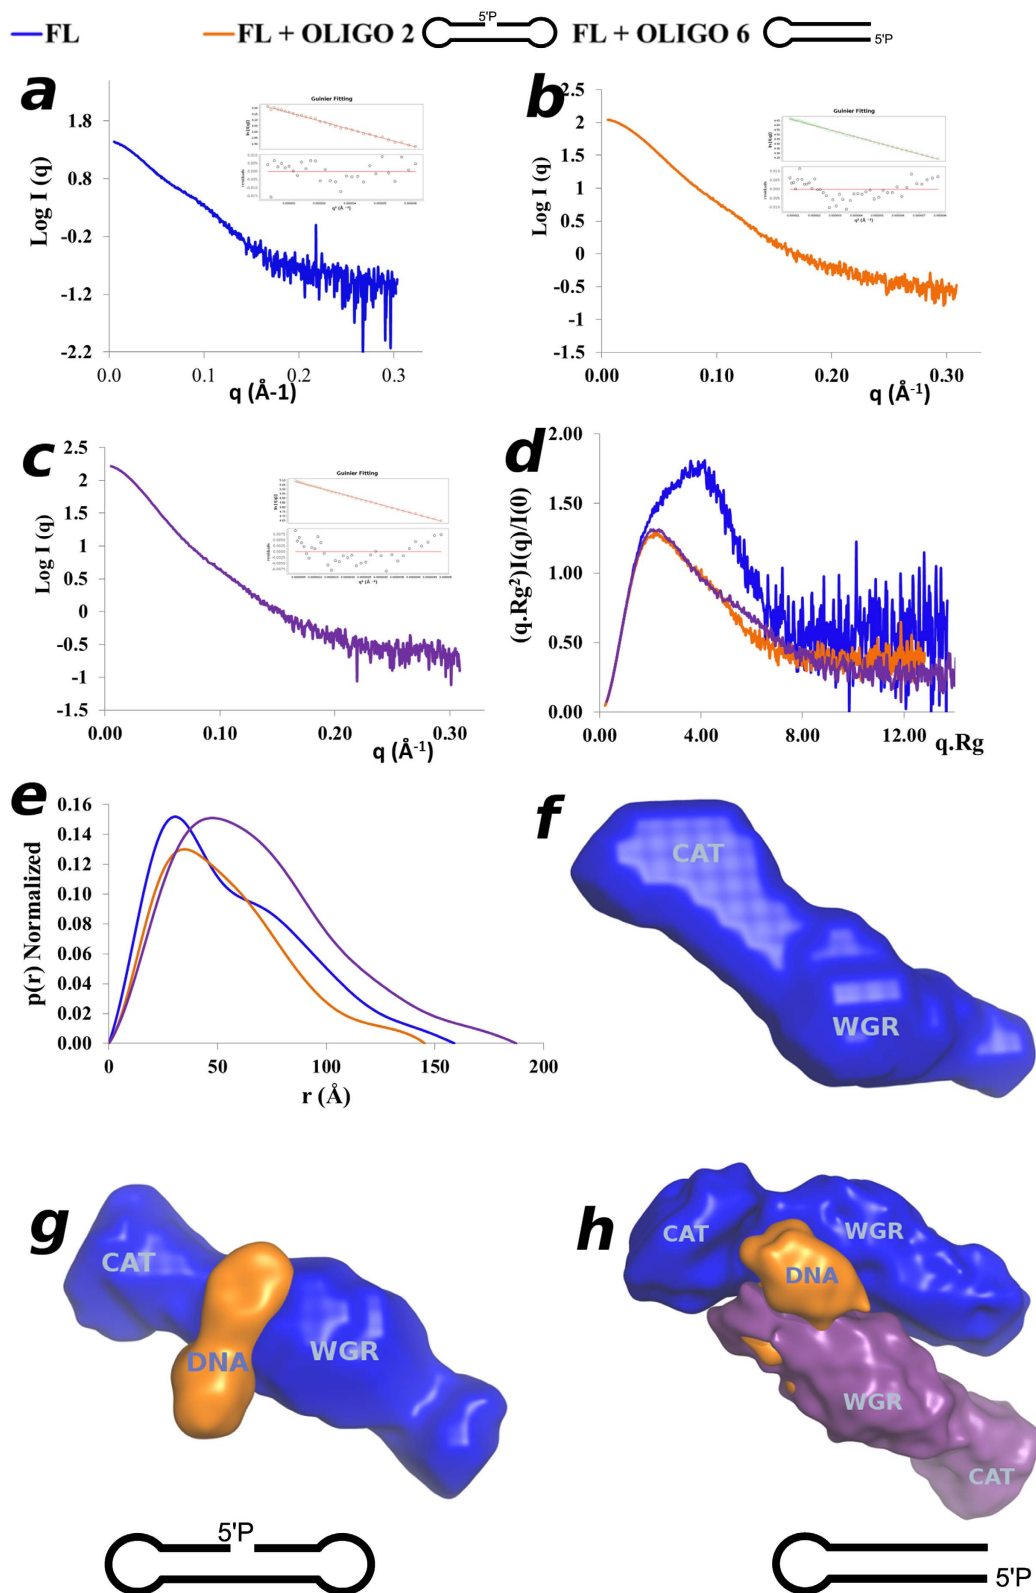 FL
FL + OLIGO 2
5'P
FL + OLIGO 6
5'P
a
Log I (q)
1.8
0.8
-0.2
-1.2
-2.2
0.0
0.1
0.2
0.3
q (Å-1)
Guinier Fitting
residuals
b
Log I (q)
2.5
2
1.5
1
0.5
0
-0.5
-1
-1.5
0.00
0.10
0.20
0.30
q (Å-1)
Guinier Fitting
residuals
c
Log I (q)
2.5
2
1.5
1
0.5
0
-0.5
-1
-1.5
0.00
0.10
0.20
0.30
q (Å-1)
Guinier Fitting
residuals
d
(q.Rg2)I(q)/I(0)
2.00
1.50
1.00
0.50
0.00
0.00
4.00
8.00
12.00
q.Rg
e
p(r) Normalized
0.16
0.14
0.12
0.10
0.08
0.06
0.04
0.02
0.00
0
50
100
150
200
r (Å)
f
CAT
WGR
g
CAT
DNA
WGR
5'P
h
CAT
WGR
DNA
WGR
CAT
5'P